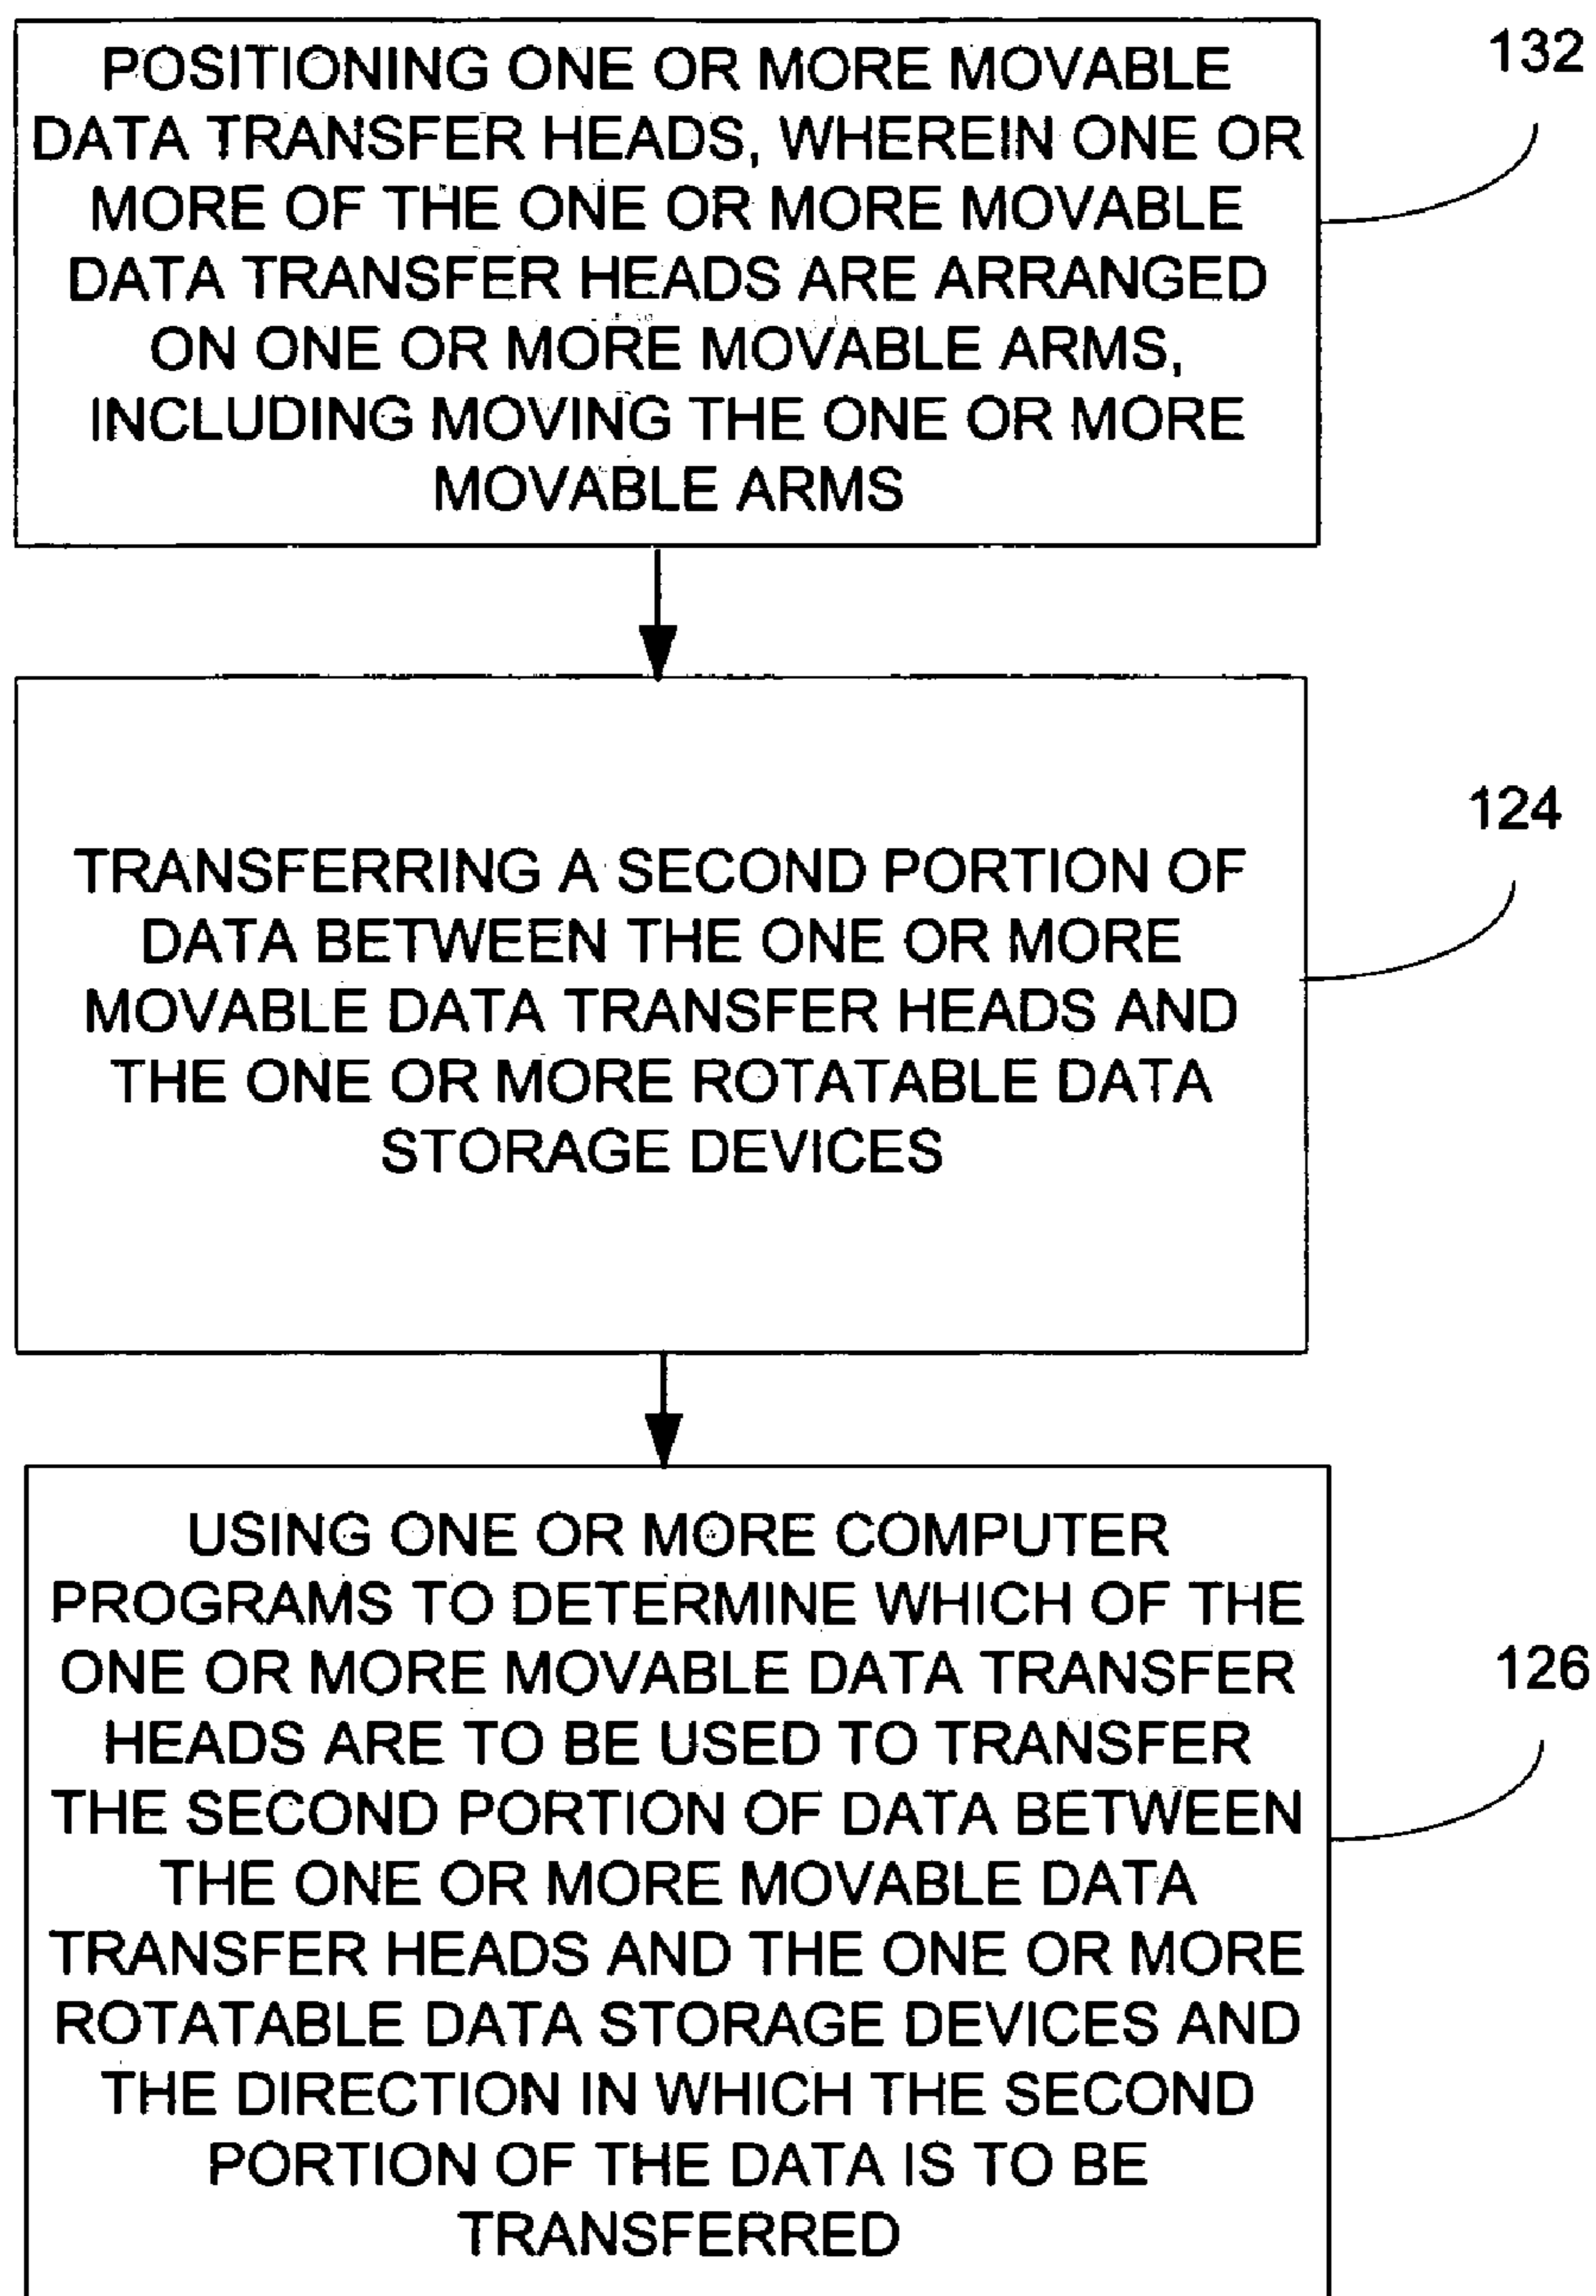 POSITIONING ONE OR MORE MOVABLE
DATA TRANSFER HEADS, WHEREIN ONE OR
MORE OF THE ONE OR MORE MOVABLE
DATA TRANSFER HEADS ARE ARRANGED
ON ONE OR MORE MOVABLE ARMS,
INCLUDING MOVING THE ONE OR MORE
MOVABLE ARMS
132
TRANSFERRING A SECOND PORTION OF
DATA BETWEEN THE ONE OR MORE
MOVABLE DATA TRANSFER HEADS AND
THE ONE OR MORE ROTATABLE DATA
STORAGE DEVICES
124
USING ONE OR MORE COMPUTER
PROGRAMS TO DETERMINE WHICH OF THE
ONE OR MORE MOVABLE DATA TRANSFER
HEADS ARE TO BE USED TO TRANSFER
THE SECOND PORTION OF DATA BETWEEN
THE ONE OR MORE MOVABLE DATA
TRANSFER HEADS AND THE ONE OR MORE
ROTATABLE DATA STORAGE DEVICES AND
THE DIRECTION IN WHICH THE SECOND
PORTION OF THE DATA IS TO BE
TRANSFERRED
126